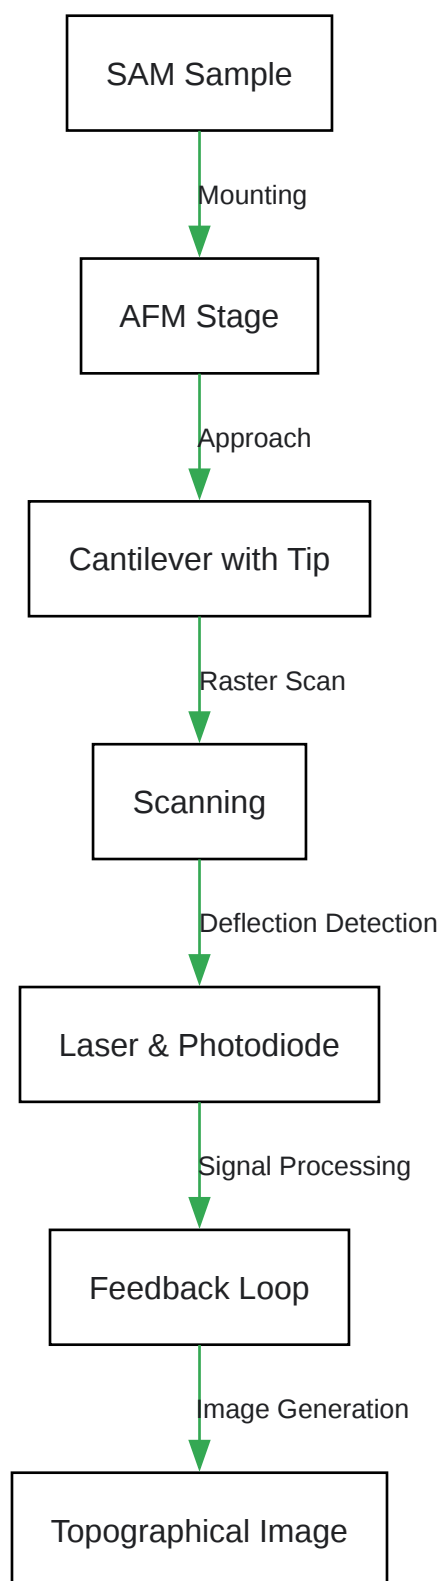 SAM Sample
Mounting
AFM Stage
Approach
Cantilever with Tip
Raster Scan
Scanning
Deflection Detection
Laser & Photodiode
Signal Processing
Feedback Loop
Image Generation
Topographical Image